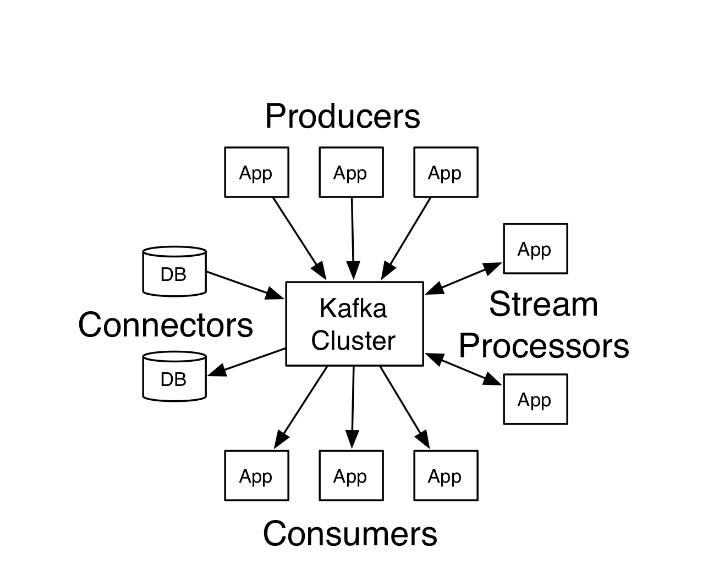 Producers
App
App
App
DB
App
Kafka
Cluster
Stream
Processors
Connectors
DB
App
App
App
App
Consumers